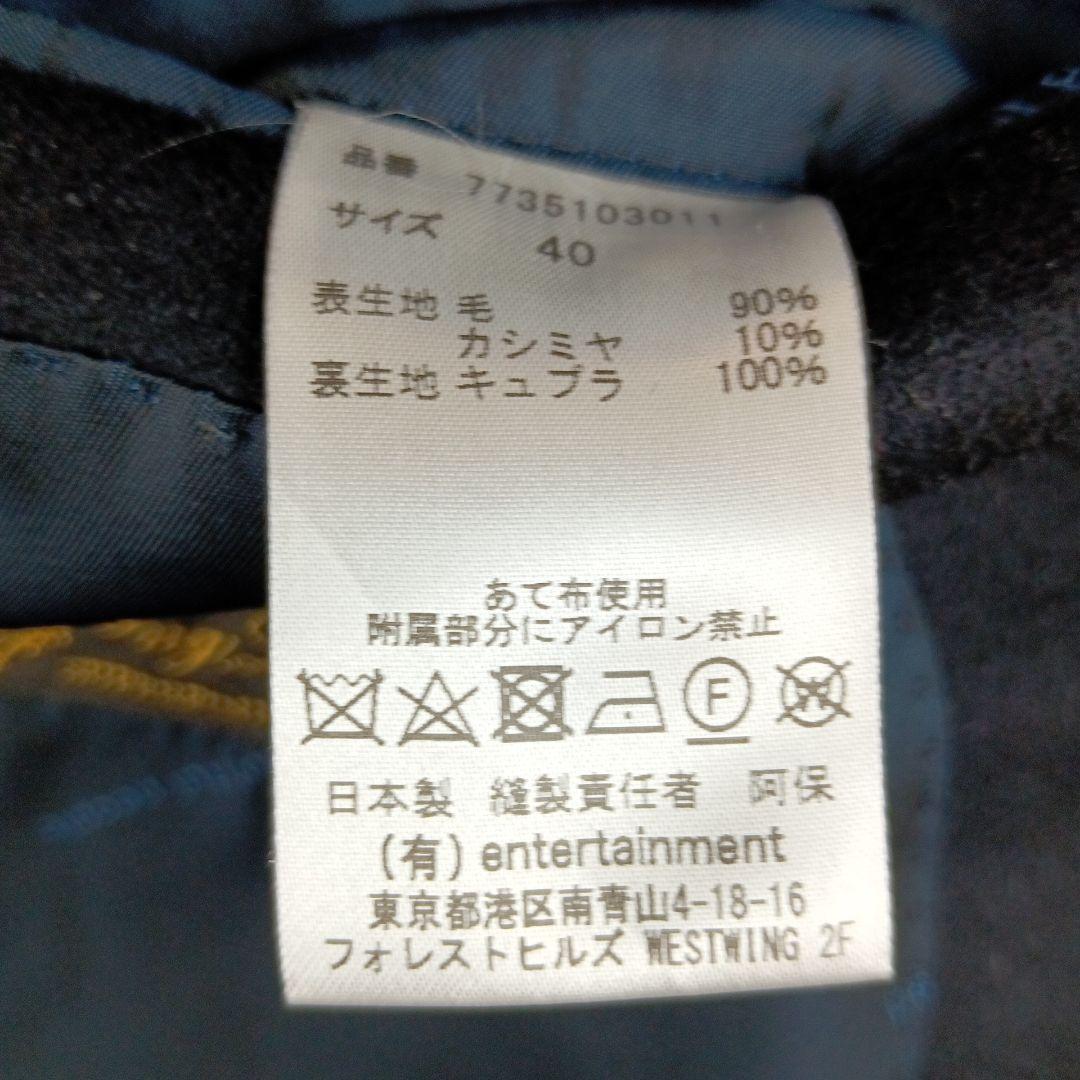 品番 7735103011
サイズ 40
表生地 毛 90%
カシミヤ 10%
裏生地 キュプラ 100%
あて布使用
附属部分にアイロン禁止
F
日本製 縫製責任者 阿保
(有) entertainment
東京都港区南青山4-18-16
フォレストヒルズ WESTWING 2F